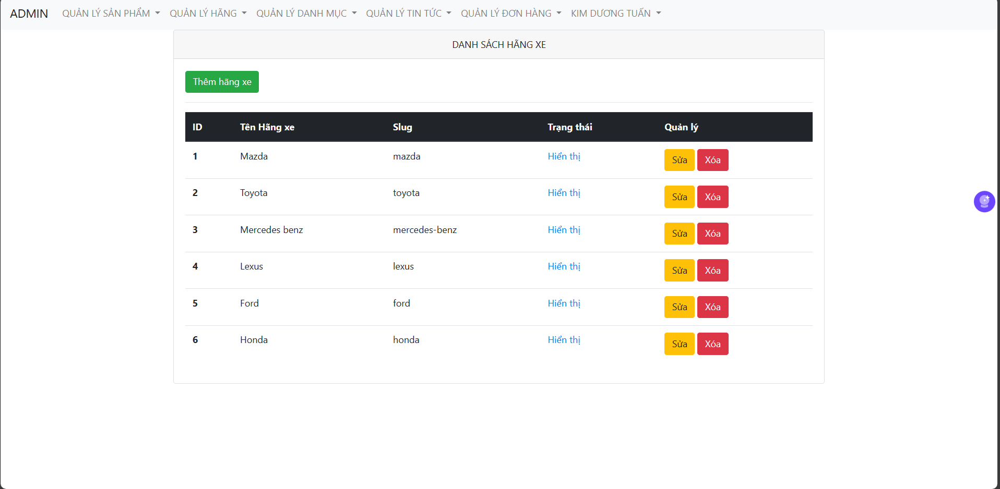 ADMIN QUẢN LÝ SẢN PHẨM QUẢN LÝ HÃNG QUẢN LÝ DANH MỤC QUẢN LÝ TIN TỨC QUẢN LÝ ĐƠN HÀNG KIM DƯƠNG TUẤN
DANH SÁCH HÃNG XE
Thêm hãng xe
ID Tên Hãng xe Slug Trạng thái Quản lý
1 Mazda mazda Hiển thị Sửa Xóa
2 Toyota toyota Hiển thị Sửa Xóa
3 Mercedes benz mercedes-benz Hiển thị Sửa Xóa
4 Lexus lexus Hiển thị Sửa Xóa
5 Ford ford Hiển thị Sửa Xóa
6 Honda honda Hiển thị Sửa Xóa